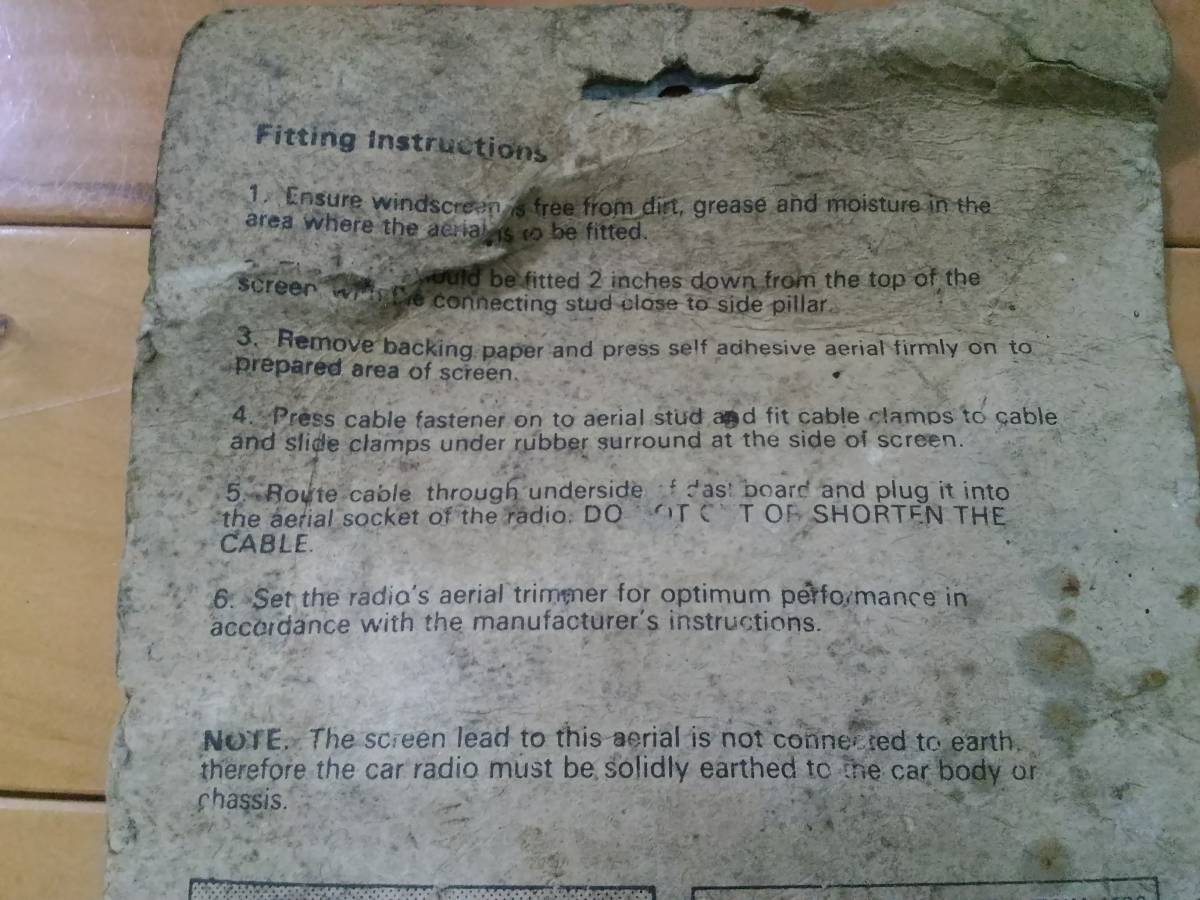 Fitting Instructions
1. Ensure windscreen is free from dirt, grease and moisture in the
area where the aerial is to be fitted.
be fitted 2 inches down from the top of the
screen with the connecting stud close to side pillar.
3. Remove backing paper and press self adhesive aerial firmly on to
prepared area of screen.
4. Press cable fastener on to aerial stud and fit cable clamps to cable
and slide clamps under rubber surround at the side of screen.
5. Route cable through underside board and plug it into
the aerial socket of the radio. DO OR SHORTEN THE
CABLE.
6. Set the radio's aerial trimmer for optimum performance in
accordance with the manufacturer's instructions.
NOTE. The screen lead to this aerial is not connected to earth,
therefore the car radio must be solidly earthed to the car body or
chassis.